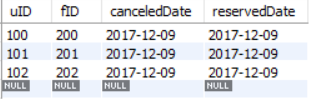 uID fID canceledDate reservedDate
100 200 2017-12-09 2017-12-09
101 201 2017-12-09 2017-12-09
102 202 2017-12-09 2017-12-09
NULL NULL NULL NULL